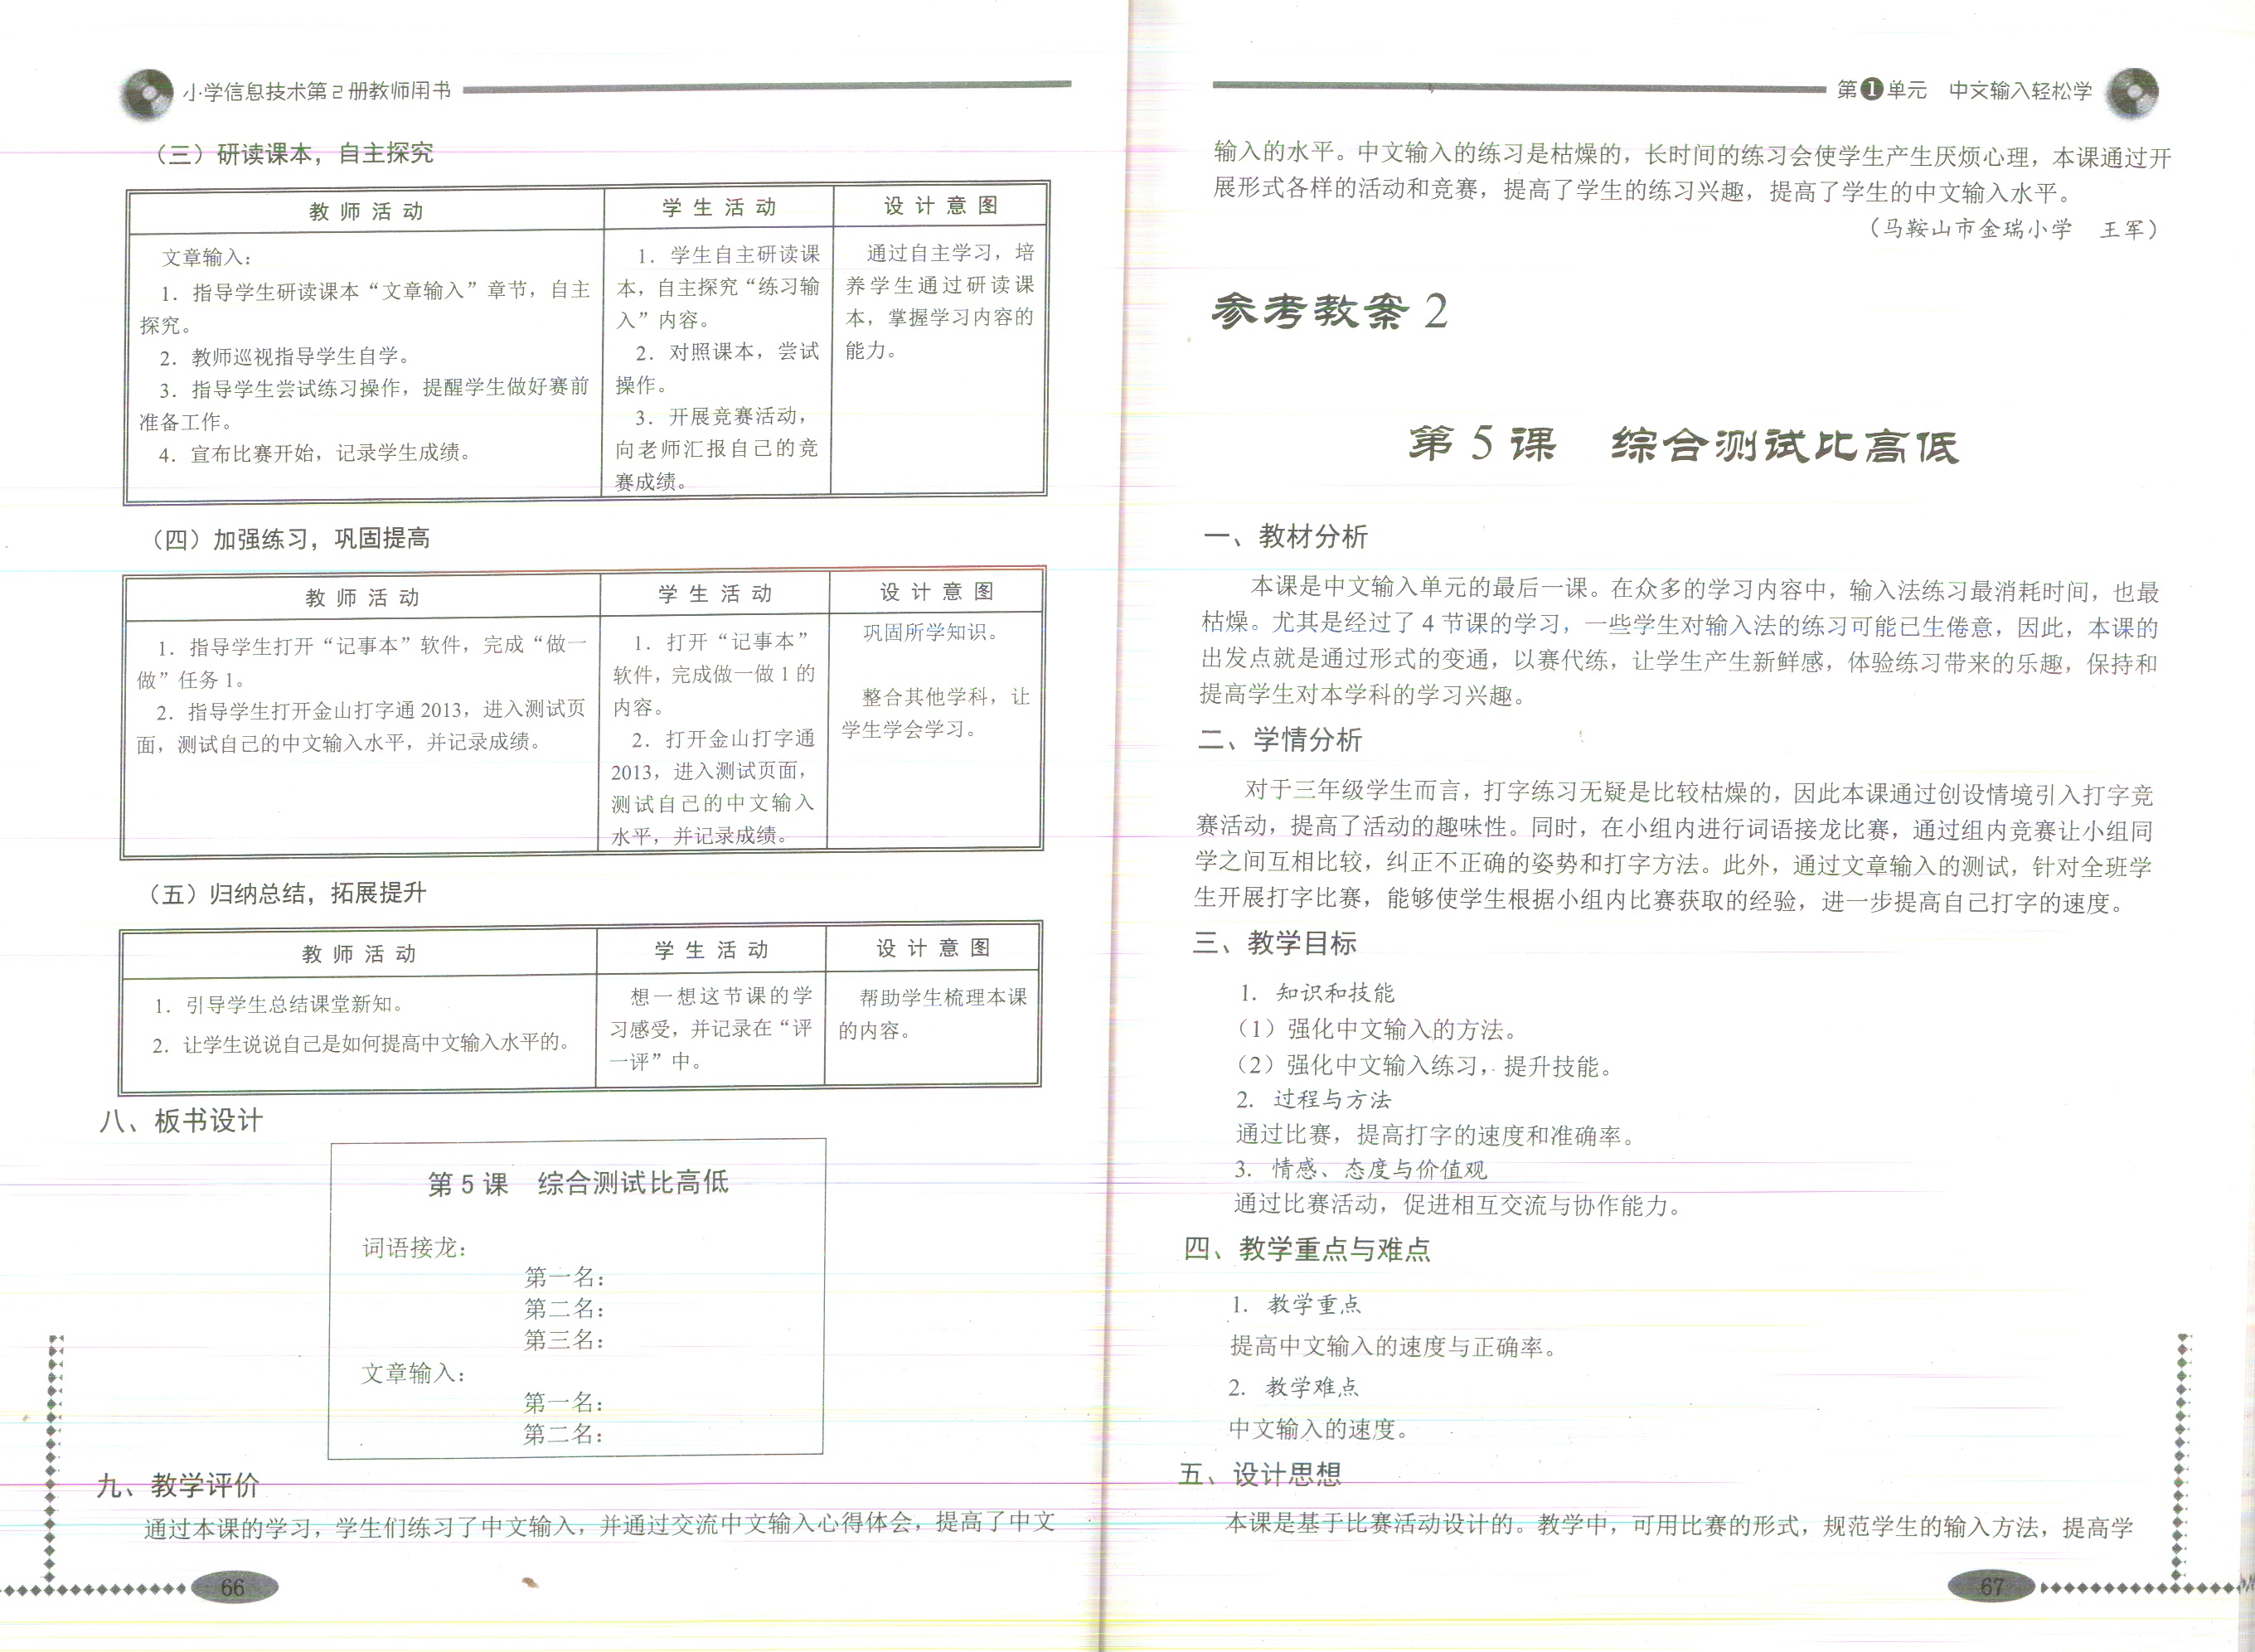 小学信息技术第2册教师用书
（三）研读课本，自主探究
教 师 活 动
学 生 活 动
设 计 意 图
文章输入：
1．指导学生研读课本“文章输入”章节，自主
探究。
2．教师巡视指导学生自学。
3．指导学生尝试练习操作，提醒学生做好赛前
准备工作。
4．宣布比赛开始，记录学生成绩。
1．学生自主研读课
本，自主探究“练习输
入”内容。
2．对照课本，尝试
操作。
3．开展竞赛活动，
向老师汇报自己的竞
赛成绩。
通过自主学习，培
养学生通过研读课
本，掌握学习内容的
能力。
（四）加强练习，巩固提高
教 师 活 动
学 生 活 动
设 计 意 图
1．指导学生打开“记事本”软件，完成“做一
做”任务1。
2．指导学生打开金山打字通 2013，进入测试页
面，测试自己的中文输入水平，并记录成绩。
1．打开“记事本”
软件，完成做一做 1 的
内容。
2．打开金山打字通
2013，进入测试页面，
测试自己的中文输入
水平，并记录成绩。
巩固所学知识。
整合其他学科，让
学生学会学习。
（五）归纳总结，拓展提升
教 师 活 动
学 生 活 动
设 计 意 图
1．引导学生总结课堂新知。
2．让学生说说自己是如何提高中文输入水平的。
想一想这节课的学
习感受，并记录在“评
一评”中。
帮助学生梳理本课
的内容。
八、板书设计
第 5 课　综合测试比高低
词语接龙：
第一名：
第二名：
第三名：
文章输入：
第一名：
第二名：
九、教学评价
通过本课的学习，学生们练习了中文输入，并通过交流中文输入心得体会，提高了中文
66
第1单元　中文输入轻松学
输入的水平。中文输入的练习是枯燥的，长时间的练习会使学生产生厌烦心理，本课通过开
展形式各样的活动和竞赛，提高了学生的练习兴趣，提高了学生的中文输入水平。
（马鞍山市金瑞小学　王军）
参考教案 2
第 5 课　综合测试比高低
一、教材分析
本课是中文输入单元的最后一课。在众多的学习内容中，输入法练习最消耗时间，也最
枯燥。尤其是经过了 4 节课的学习，一些学生对输入法的练习可能已生倦意，因此，本课的
出发点就是通过形式的变通，以赛代练，让学生产生新鲜感，体验练习带来的乐趣，保持和
提高学生对本学科的学习兴趣。
二、学情分析
对于三年级学生而言，打字练习无疑是比较枯燥的，因此本课通过创设情境引入打字竞
赛活动，提高了活动的趣味性。同时，在小组内进行词语接龙比赛，通过组内竞赛让小组同
学之间互相比较，纠正不正确的姿势和打字方法。此外，通过文章输入的测试，针对全班学
生开展打字比赛，能够使学生根据小组内比赛获取的经验，进一步提高自己打字的速度。
三、教学目标
1．知识和技能
（1）强化中文输入的方法。
（2）强化中文输入练习，提升技能。
2．过程与方法
通过比赛，提高打字的速度和准确率。
3．情感、态度与价值观
通过比赛活动，促进相互交流与协作能力。
四、教学重点与难点
1．教学重点
提高中文输入的速度与正确率。
2．教学难点
中文输入的速度。
五、设计思想
本课是基于比赛活动设计的。教学中，可用比赛的形式，规范学生的输入方法，提高学
67